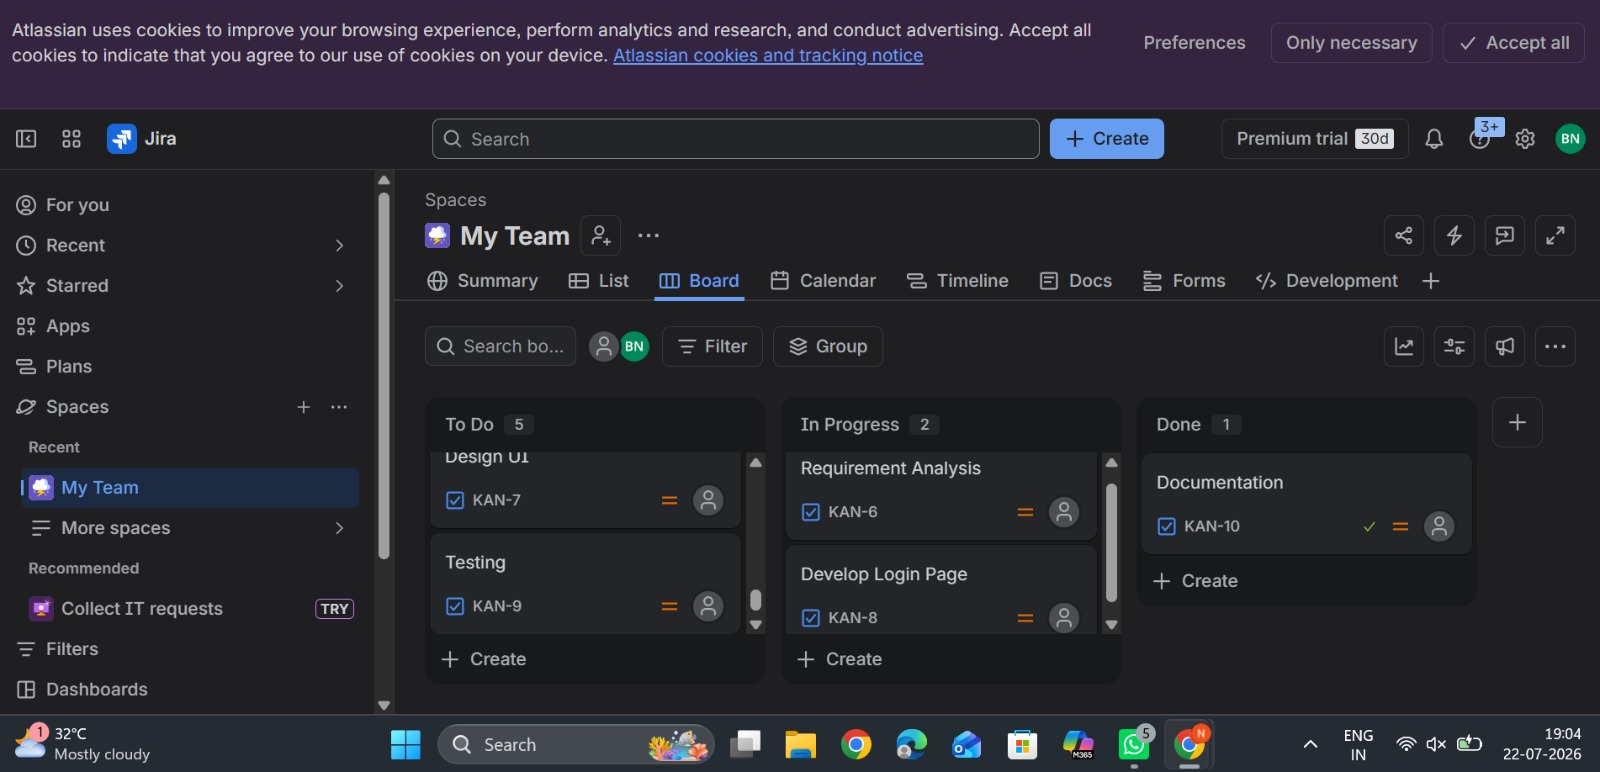 Atlassian uses cookies to improve your browsing experience, perform analytics and research, and conduct advertising. Accept all
cookies to indicate that you agree to our use of cookies on your device. Atlassian cookies and tracking notice
Preferences
Only necessary
Accept all
Jira
Search
Create
Premium trial 30d
3+
BN
For you
Recent
Starred
Apps
Plans
Spaces
Recent
My Team
More spaces
Recommended
Collect IT requests TRY
Filters
Dashboards
Spaces
My Team
Summary
List
Board
Calendar
Timeline
Docs
Forms
Development
Search bo...
BN
Filter
Group
To Do 5
Design UI
KAN-7
Testing
KAN-9
Create
In Progress 2
Requirement Analysis
KAN-6
Develop Login Page
KAN-8
Create
Done 1
Documentation
KAN-10
Create
1
32°C
Mostly cloudy
Search
M365
5
N
ENG
IN
19:04
22-07-2026